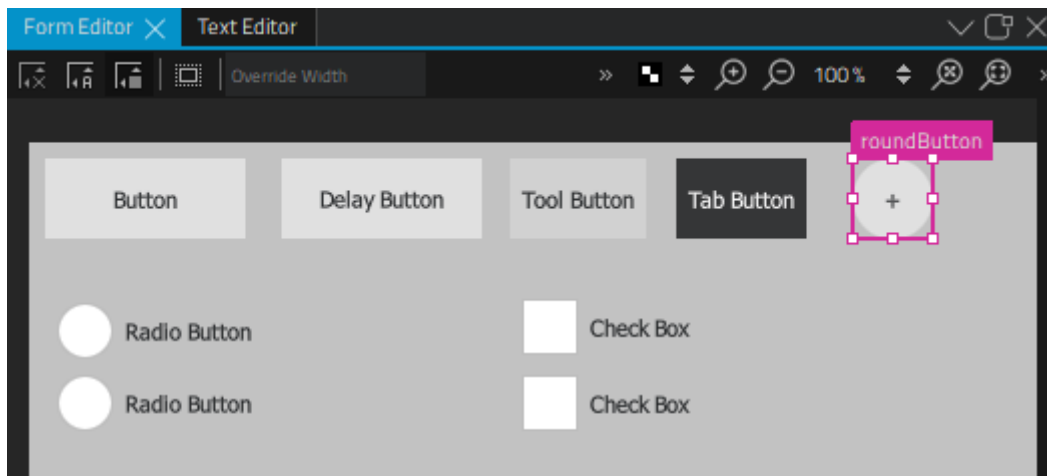 Form Editor Text Editor
Override Width » 100 % »
roundButton
Button Delay Button Tool Button Tab Button +
Radio Button Check Box
Radio Button Check Box